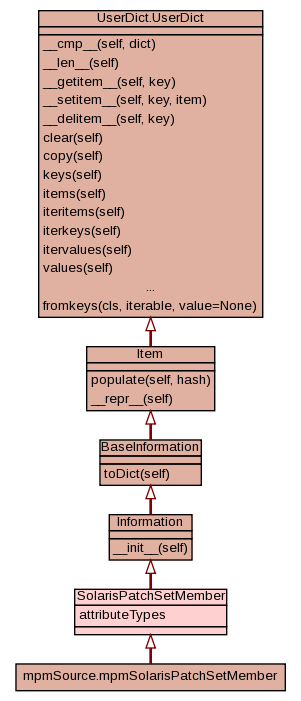 UserDict.UserDict
__cmp__(self, dict)
__len__(self)
__getitem__(self, key)
__setitem__(self, key, item)
__delitem__(self, key)
clear(self)
copy(self)
keys(self)
items(self)
iteritems(self)
iterkeys(self)
itervalues(self)
values(self)
...
fromkeys(cls, iterable, value=None)
Item
populate(self, hash)
__repr__(self)
BaseInformation
toDict(self)
Information
__init__(self)
SolarisPatchSetMember
attributeTypes
mpmSource.mpmSolarisPatchSetMember